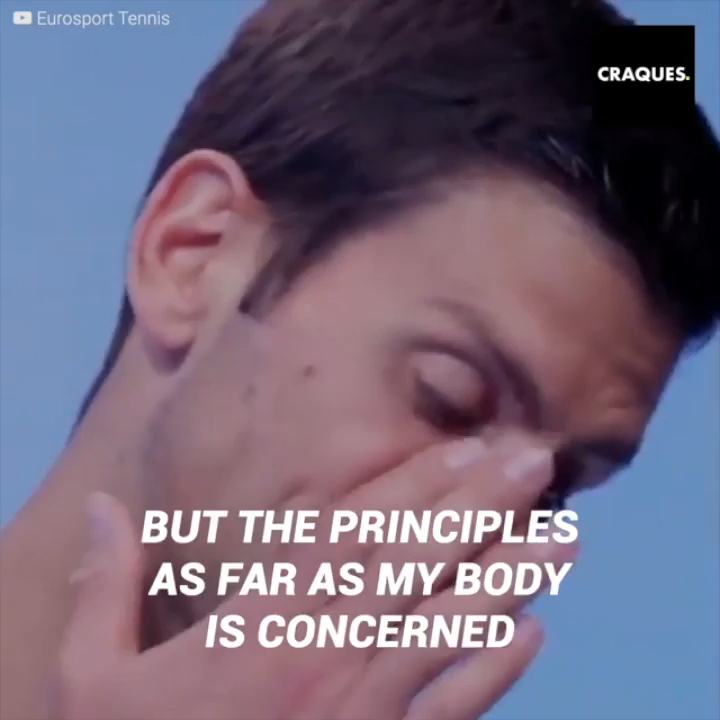 Eurosport Tennis
CRAQUES.
BUT THE PRINCIPLES
AS FAR AS MY BODY
IS CONCERNED